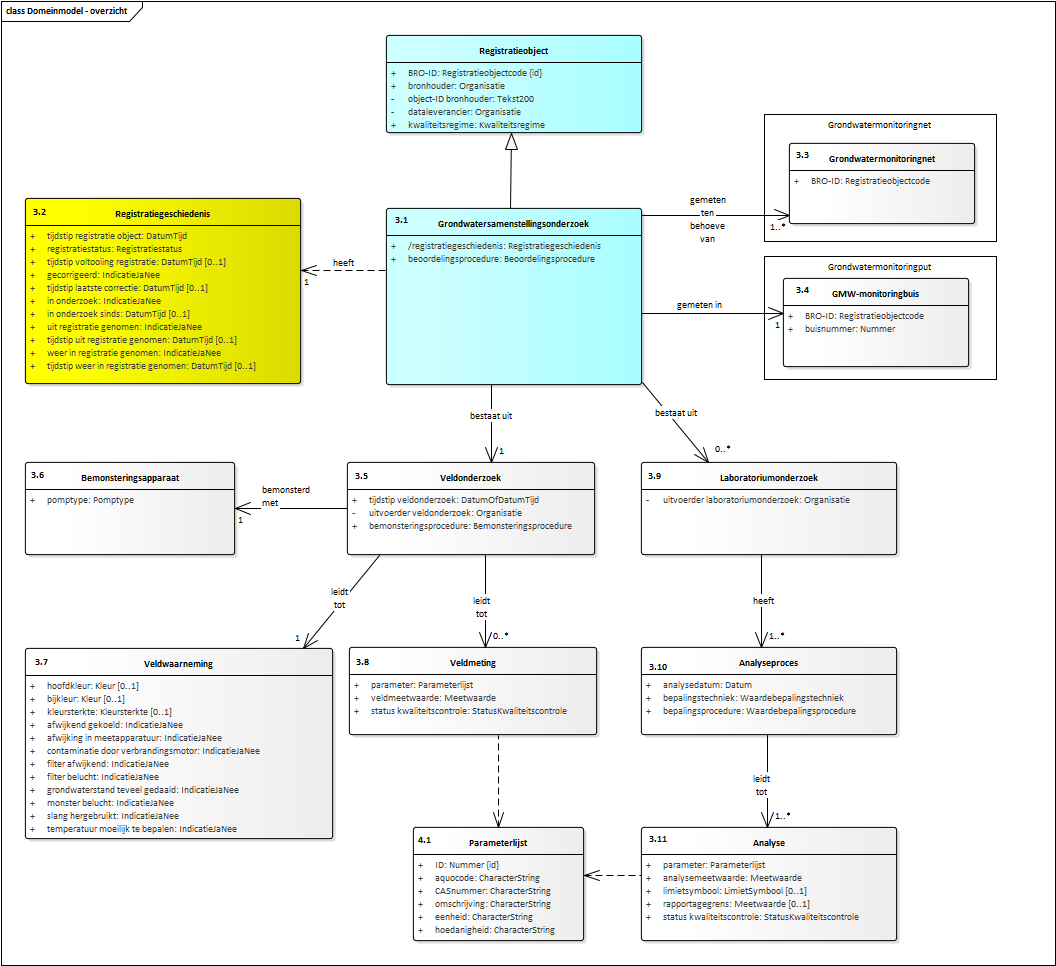 class Domeinmodel - overzicht
Registratieobject
+ BRO-ID: Registratieobjectcode {id}
+ bronhouder: Organisatie
- object-ID bronhouder: Tekst200
- dataleverancier: Organisatie
+ kwaliteitsregime: Kwaliteitsregime
Grondwatermonitoringnet
3.3 Grondwatermonitoringnet
+ BRO-ID: Registratieobjectcode
gemeten
ten
behoeve
van
1..*
3.2 Registratiegeschiedenis
+ tijdstip registratie object: DatumTijd
+ registratiestatus: Registratiestatus
+ tijdstip voltooiing registratie: DatumTijd [0..1]
+ gecorrigeerd: IndicatieJaNee
+ tijdstip laatste correctie: DatumTijd [0..1]
+ in onderzoek: IndicatieJaNee
+ in onderzoek sinds: DatumTijd [0..1]
+ uit registratie genomen: IndicatieJaNee
+ tijdstip uit registratie genomen: DatumTijd [0..1]
+ weer in registratie genomen: IndicatieJaNee
+ tijdstip weer in registratie genomen: DatumTijd [0..1]
heeft
1
3.1 Grondwatersamenstellingsonderzoek
+ /registratiegeschiedenis: Registratiegeschiedenis
+ beoordelingsprocedure: Beoordelingsprocedure
Grondwatermonitoringput
3.4 GMW-monitoringbuis
+ BRO-ID: Registratieobjectcode
+ buisnummer: Nummer
gemeten in
1
bestaat uit
1
bestaat uit
0..*
3.6 Bemonsteringsapparaat
+ pomptype: Pomptype
bemonsterd
met
1
3.5 Veldonderzoek
+ tijdstip veldonderzoek: DatumOfDatumTijd
- uitvoerder veldonderzoek: Organisatie
+ bemonsteringsprocedure: Bemonsteringsprocedure
3.9 Laboratoriumonderzoek
- uitvoerder laboratoriumonderzoek: Organisatie
leidt
tot
1
leidt
tot
0..*
heeft
1..*
3.7 Veldwaarneming
+ hoofdkleur: Kleur [0..1]
+ bijkleur: Kleur [0..1]
+ kleursterkte: Kleursterkte [0..1]
+ afwijkend gekoeld: IndicatieJaNee
+ afwijking in meetapparatuur: IndicatieJaNee
+ contaminatie door verbrandingsmotor: IndicatieJaNee
+ filter afwijkend: IndicatieJaNee
+ filter belucht: IndicatieJaNee
+ grondwaterstand teveel gedaald: IndicatieJaNee
+ monster belucht: IndicatieJaNee
+ slang hergebruikt: IndicatieJaNee
+ temperatuur moeilijk te bepalen: IndicatieJaNee
3.8 Veldmeting
+ parameter: Parameterlijst
+ veldmeetwaarde: Meetwaarde
+ status kwaliteitscontrole: StatusKwaliteitscontrole
3.10 Analyseproces
+ analysedatum: Datum
+ bepalingstechniek: Waardebepalingstechniek
+ bepalingsprocedure: Waardebepalingsprocedure
leidt
tot
1..*
4.1 Parameterlijst
+ ID: Nummer {id}
+ aquocode: CharacterString
+ CASnummer: CharacterString
+ omschrijving: CharacterString
+ eenheid: CharacterString
+ hoedanigheid: CharacterString
3.11 Analyse
+ parameter: Parameterlijst
+ analysemeetwaarde: Meetwaarde
+ limietsymbool: LimietSymbool [0..1]
+ rapportagegrens: Meetwaarde [0..1]
+ status kwaliteitscontrole: StatusKwaliteitscontrole